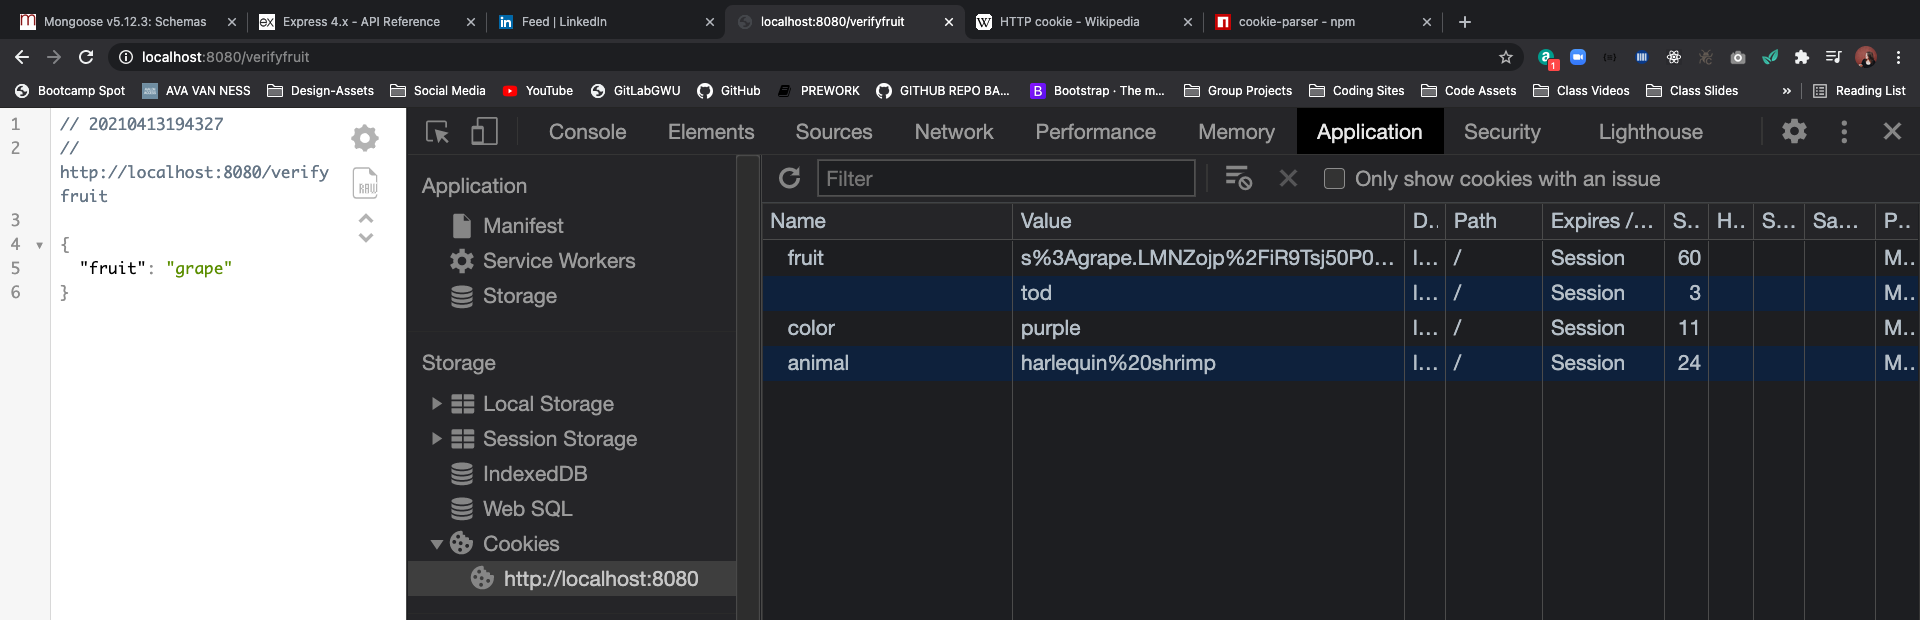 Mongoose v5.12.3: Schemas
Express 4.x - API Reference
Feed | LinkedIn
localhost:8080/verifyfruit
HTTP cookie - Wikipedia
cookie-parser - npm
localhost:8080/verifyfruit
Bootcamp Spot AVA VAN NESS Design-Assets Social Media YouTube GitLabGWU GitHub PREWORK GITHUB REPO BA... Bootstrap · The m... Group Projects Coding Sites Code Assets Class Videos Class Slides » Reading List
1 // 20210413194327
2 //
http://localhost:8080/verify
fruit
3
4 {
5 "fruit": "grape"
6 }
RAW
Console Elements Sources Network Performance Memory Application Security Lighthouse
Application
Manifest
Service Workers
Storage
Storage
Local Storage
Session Storage
IndexedDB
Web SQL
Cookies
http://localhost:8080
Filter
Only show cookies with an issue
Name Value D.. Path Expires /... S.. H.. S... Sa... P..
fruit s%3Agrape.LMNZojp%2FiR9Tsj50P0... l... / Session 60 M..
tod l... / Session 3 M..
color purple l... / Session 11 M..
animal harlequin%20shrimp l... / Session 24 M..